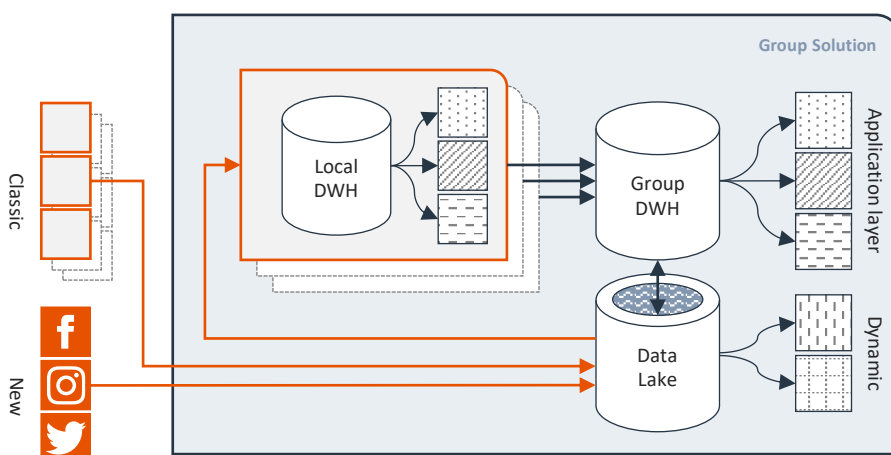 Group Solution
Classic
Local
DWH
Group
DWH
Application layer
New
Data
Lake
Dynamic